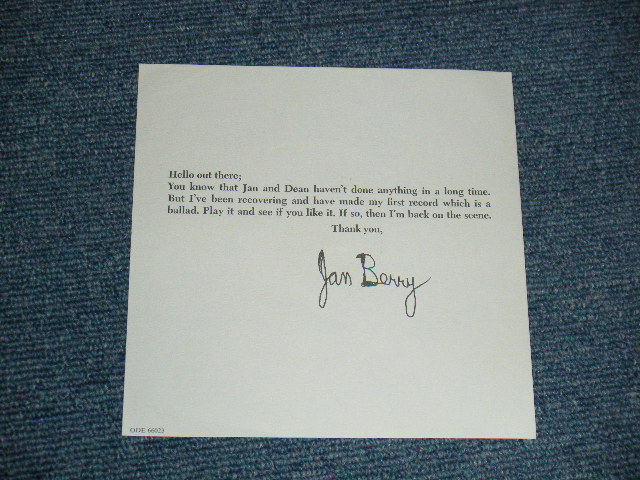 Hello out there;
You know that Jan and Dean haven't done anything in a long time.
But I've been recovering and have made my first record which is a
ballad. Play it and see if you like it. If so, then I'm back on the scene.
Thank you,
Jan Berry
ODE 66023